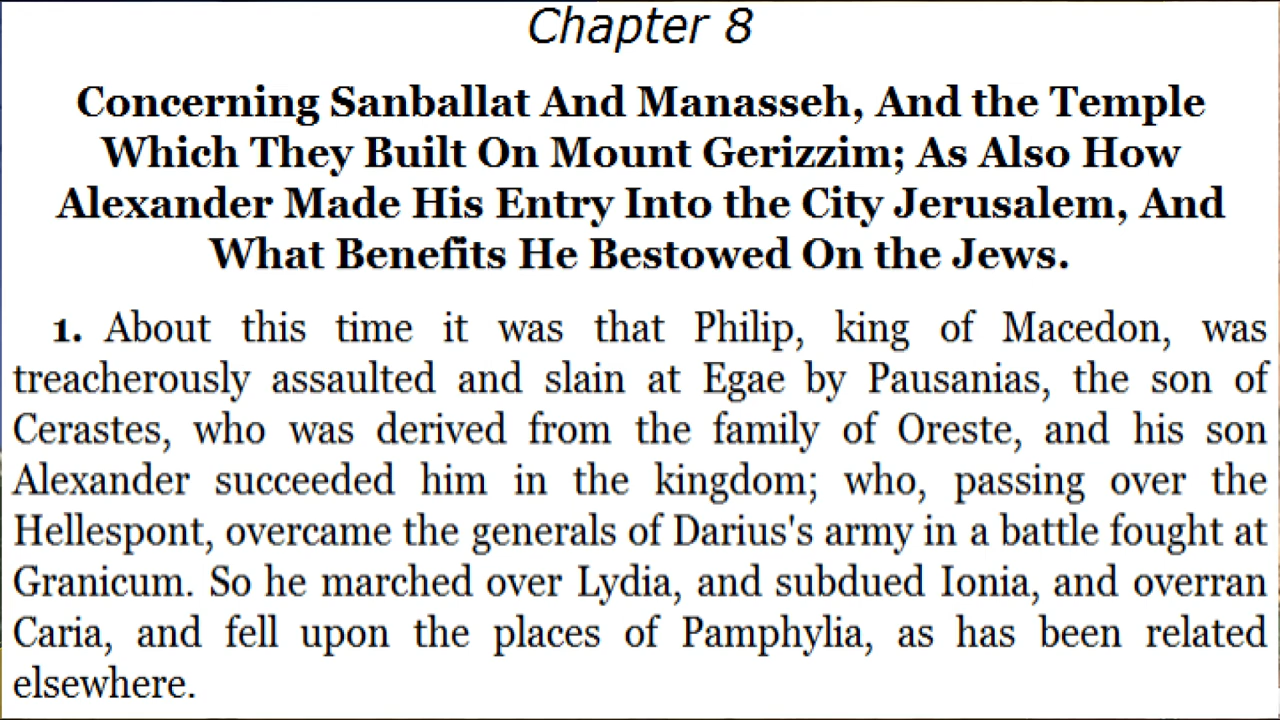 Chapter 8
Concerning Sanballat And Manasseh, And the Temple
Which They Built On Mount Gerizzim; As Also How
Alexander Made His Entry Into the City Jerusalem, And
What Benefits He Bestowed On the Jews.
1. About this time it was that Philip, king of Macedon, was
treacherously assaulted and slain at Egae by Pausanias, the son of
Cerastes, who was derived from the family of Oreste, and his son
Alexander succeeded him in the kingdom; who, passing over the
Hellespont, overcame the generals of Darius's army in a battle fought at
Granicum. So he marched over Lydia, and subdued Ionia, and overran
Caria, and fell upon the places of Pamphylia, as has been related
elsewhere.